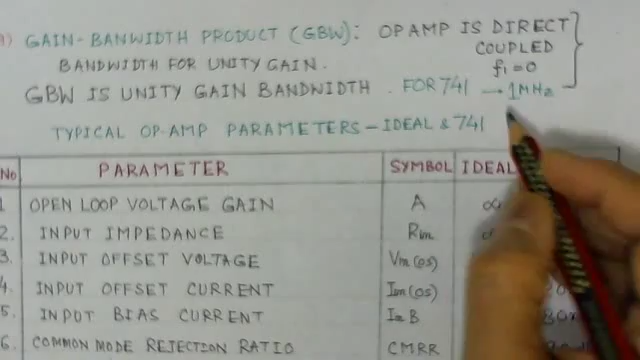 GAIN-BANWIDTH PRODUCT (GBW): OP AMP IS DIRECT
COUPLED
BANDWIDTH FOR UNITY GAIN. f1 = 0
GBW IS UNITY GAIN BANDWIDTH. FOR 741 → 1MHz
TYPICAL OP-AMP PARAMETERS - IDEAL & 741
No PARAMETER SYMBOL IDEAL
1 OPEN LOOP VOLTAGE GAIN A
2. INPUT IMPEDANCE Rin
3. INPUT OFFSET VOLTAGE Vin(os)
4. INPUT OFFSET CURRENT Iin(os)
5. INPUT BIAS CURRENT
6. COMMON MODE REJECTION RATIO CMRR